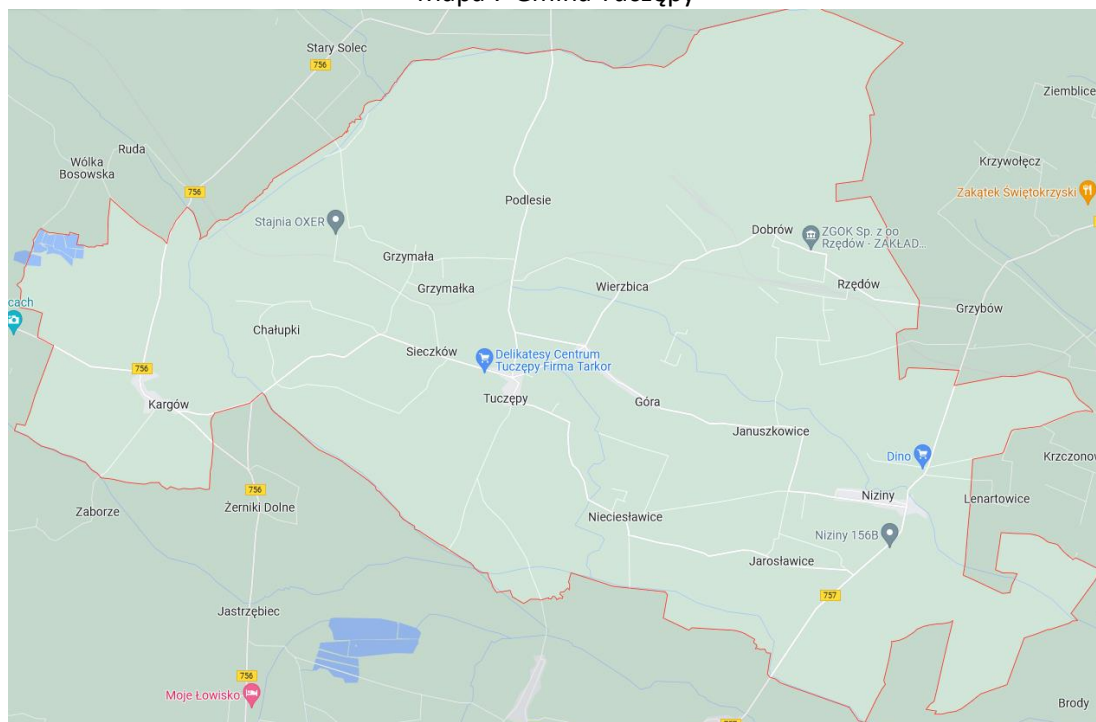 Stary Solec
756
Ziemblice
Ruda
Wólka
Bosowska
Krzywołęcz
756
Zakątek Świętokrzyski
Podlesie
Stajnia OXER
Dobrów
ZGOK Sp. z oo
Rzędów - ZAKŁAD...
Grzymała
Grzymałka
Wierzbica
Rzędów
cach
Grzybów
Chałupki
Sieczków
Delikatesy Centrum
Tuczępy Firma Tarkor
756
Kargów
Tuczępy
Góra
Januszkowice
Dino
Krzczonow
756
Niziny
Lenartowice
Zaborze
Żerniki Dolne
Nieciesławice
Niziny 156B
Jarosławice
757
Jastrzębiec
756
Moje Łowisko
Brody